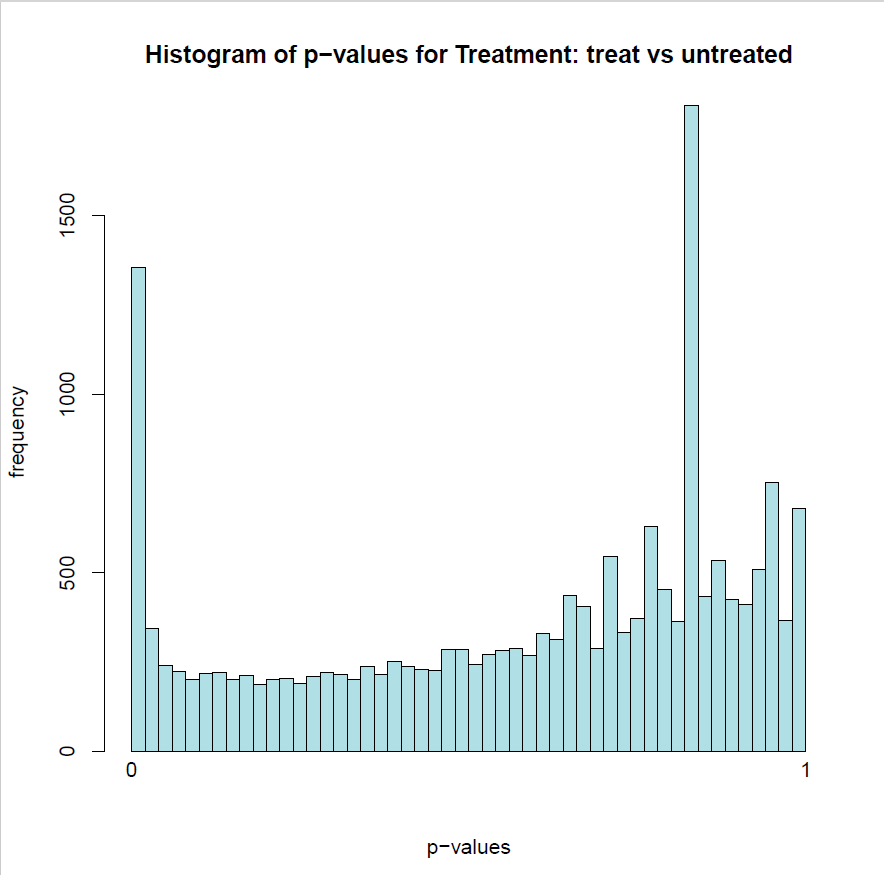 Histogram of p−values for Treatment: treat vs untreated
1500
1000
500
0
frequency
0 1
p−values